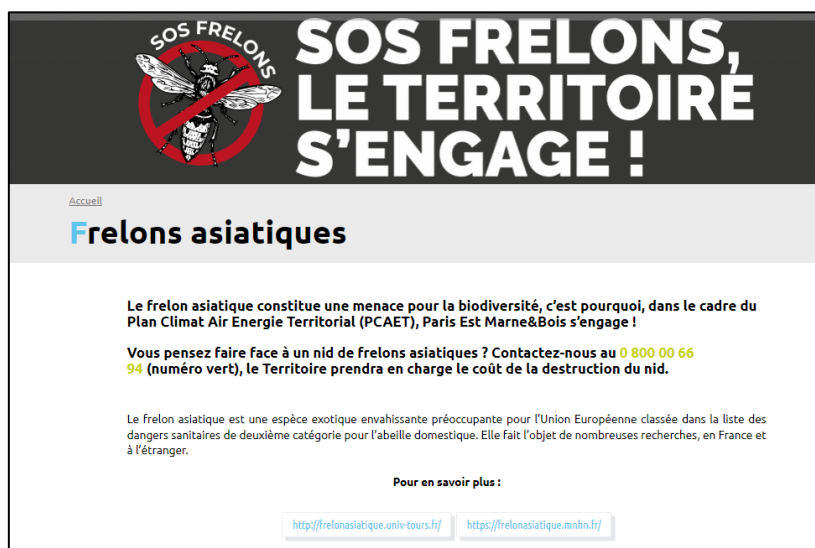 SOS FRELONS
SOS FRELONS,
LE TERRITOIRE
S'ENGAGE !
Accueil
Frelons asiatiques
Le frelon asiatique constitue une menace pour la biodiversité, c'est pourquoi, dans le cadre du
Plan Climat Air Energie Territorial (PCAET), Paris Est Marne&Bois s'engage !
Vous pensez faire face à un nid de frelons asiatiques ? Contactez-nous au 0 800 00 66
94 (numéro vert), le Territoire prendra en charge le coût de la destruction du nid.
Le frelon asiatique est une espèce exotique envahissante préoccupante pour l'Union Européenne classée dans la liste des
dangers sanitaires de deuxième catégorie pour l'abeille domestique. Elle fait l'objet de nombreuses recherches, en France et
à l'étranger.
Pour en savoir plus :
http://frelonasiatique.univ-tours.fr/ https://frelonasiatique.mnhn.fr/